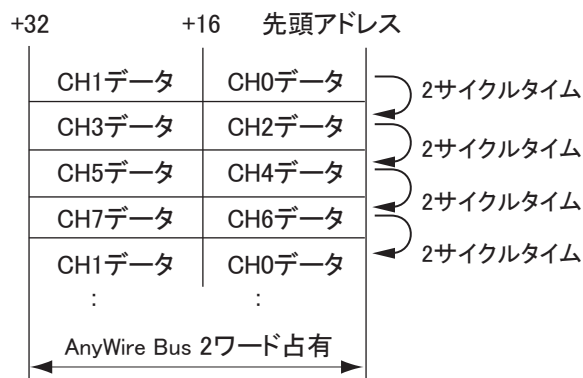 +32 +16 先頭アドレス
CH1データ CH0データ
2サイクルタイム
CH3データ CH2データ
2サイクルタイム
CH5データ CH4データ
2サイクルタイム
CH7データ CH6データ
2サイクルタイム
CH1データ CH0データ
: :
AnyWire Bus 2ワード占有